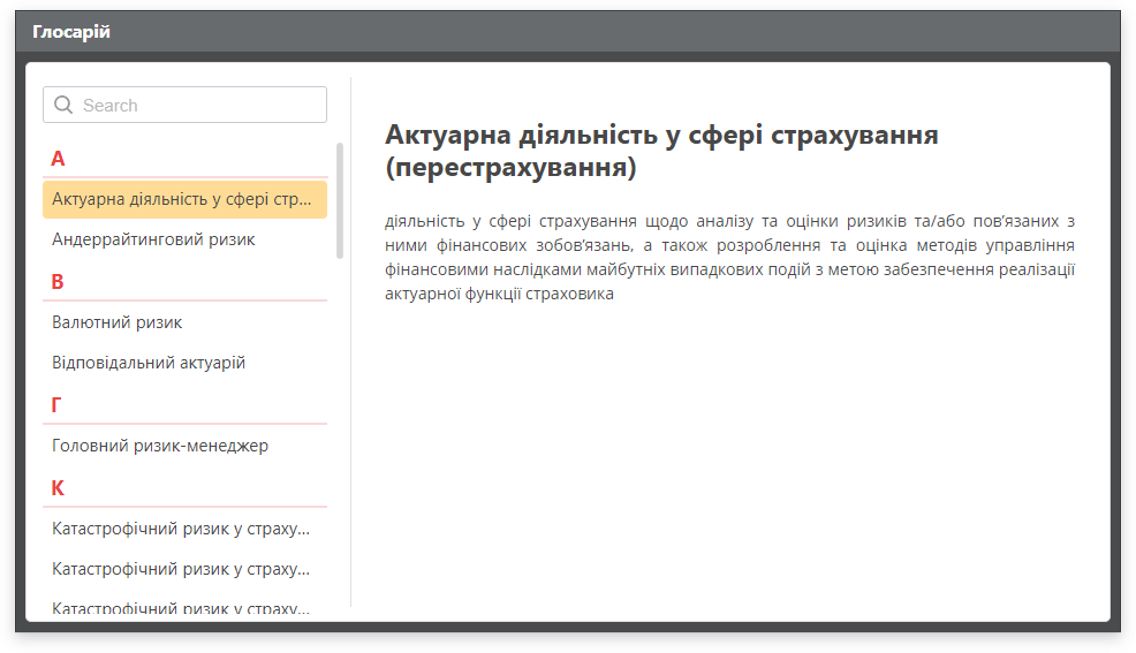 Глосарій
Search
А
Актуарна діяльність у сфері стр...
Андеррайтинговий ризик
В
Валютний ризик
Відповідальний актуарій
Г
Головний ризик-менеджер
К
Катастрофічний ризик у страху...
Катастрофічний ризик у страху...
Катастрофічний ризик у страху...
Актуарна діяльність у сфері страхування
(перестрахування)
діяльність у сфері страхування щодо аналізу та оцінки ризиків та/або пов’язаних з
ними фінансових зобов’язань, а також розроблення та оцінка методів управління
фінансовими наслідками майбутніх випадкових подій з метою забезпечення реалізації
актуарної функції страховика